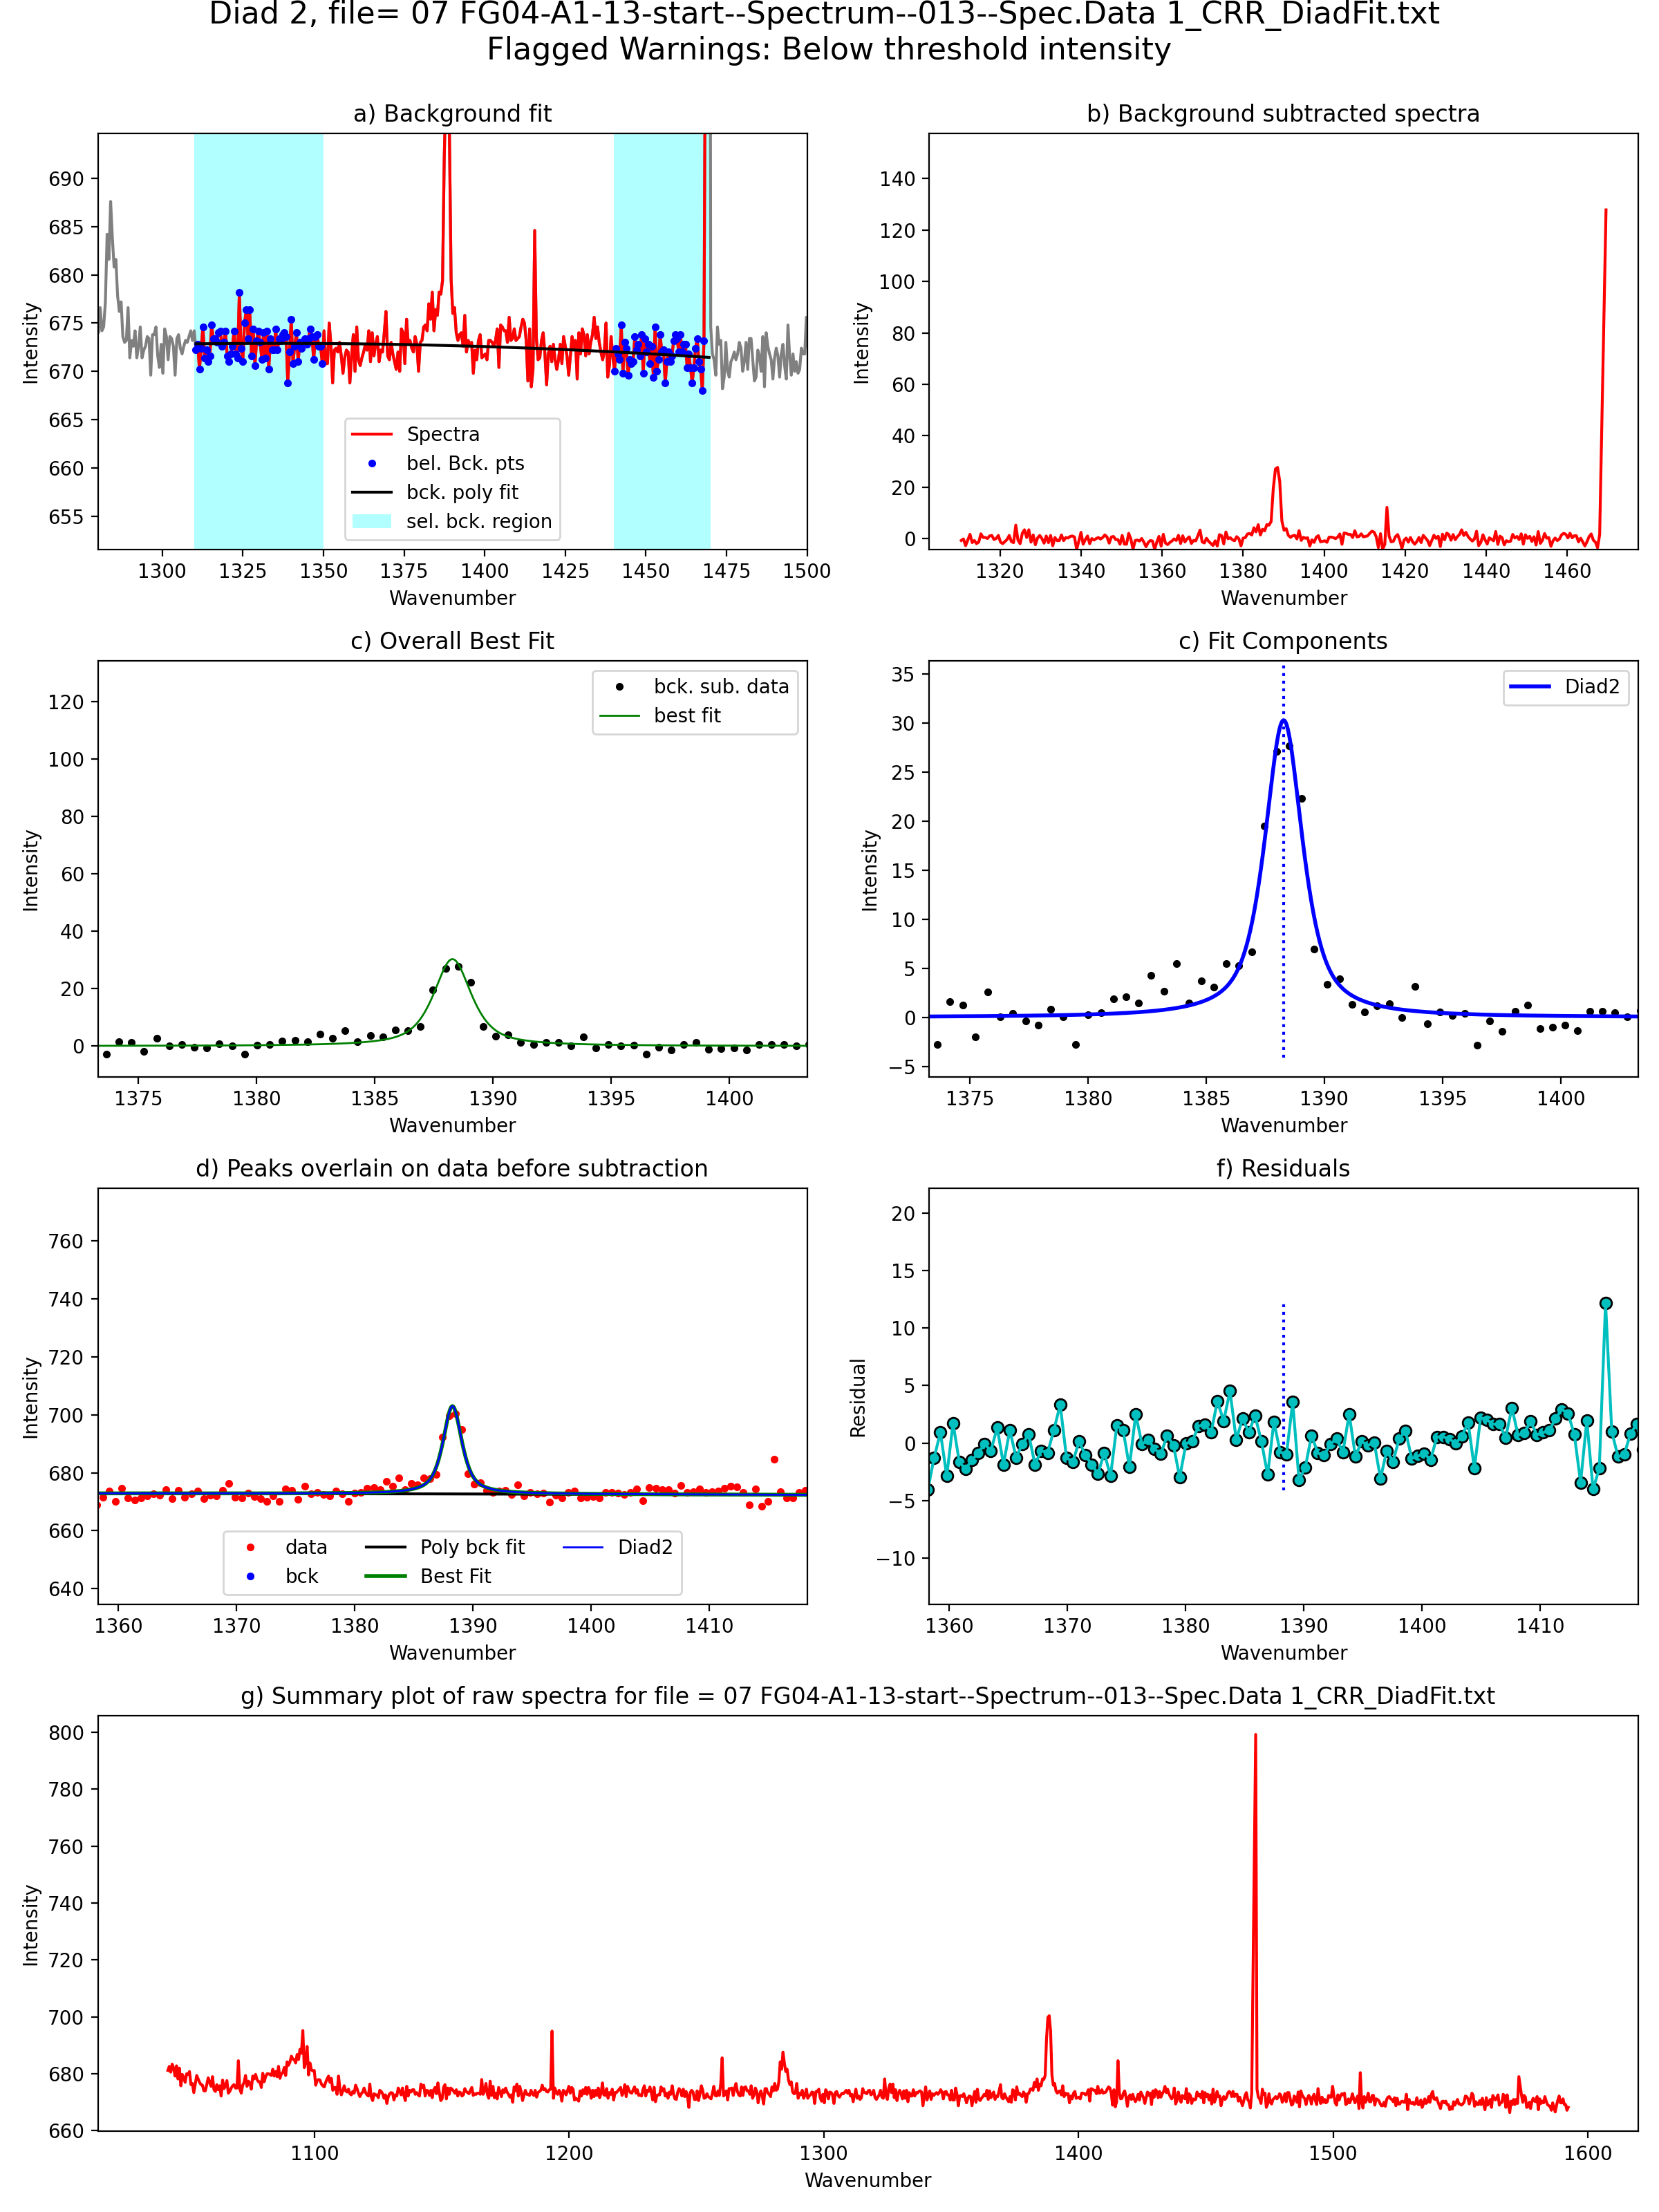 Diad 2, file= 07 FG04-A1-13-start--Spectrum--013--Spec.Data 1_CRR_DiadFit.txt
Flagged Warnings: Below threshold intensity
a) Background fit
690
685
680
675
670
665
660
655
Intensity
Spectra
bel. Bck. pts
bck. poly fit
sel. bck. region
1300 1325 1350 1375 1400 1425 1450 1475 1500
Wavenumber
b) Background subtracted spectra
140
120
100
80
60
40
20
0
Intensity
1320 1340 1360 1380 1400 1420 1440 1460
Wavenumber
c) Overall Best Fit
120
100
80
60
40
20
0
Intensity
bck. sub. data
best fit
1375 1380 1385 1390 1395 1400
Wavenumber
c) Fit Components
35
30
25
20
15
10
5
0
−5
Intensity
Diad2
1375 1380 1385 1390 1395 1400
Wavenumber
d) Peaks overlain on data before subtraction
760
740
720
700
680
660
640
Intensity
data
bck
Poly bck fit
Best Fit
Diad2
1360 1370 1380 1390 1400 1410
Wavenumber
f) Residuals
20
15
10
5
0
−5
−10
Residual
1360 1370 1380 1390 1400 1410
Wavenumber
g) Summary plot of raw spectra for file = 07 FG04-A1-13-start--Spectrum--013--Spec.Data 1_CRR_DiadFit.txt
800
780
760
740
720
700
680
660
Intensity
1100 1200 1300 1400 1500 1600
Wavenumber